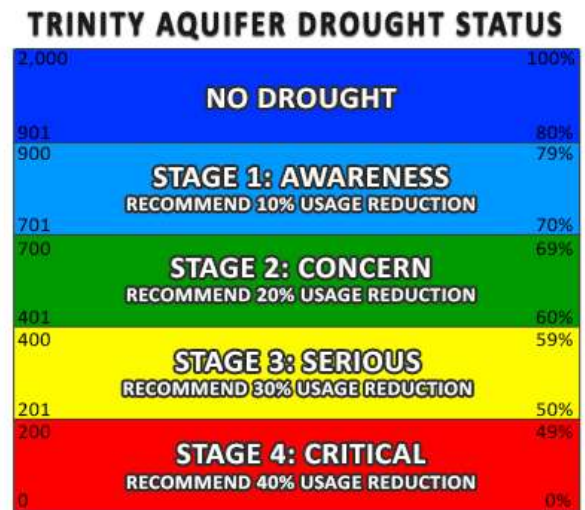 TRINITY AQUIFER DROUGHT STATUS
2,000 100%
NO DROUGHT
901 80%
900 79%
STAGE 1: AWARENESS
RECOMMEND 10% USAGE REDUCTION
701 70%
700 69%
STAGE 2: CONCERN
RECOMMEND 20% USAGE REDUCTION
401 60%
400 59%
STAGE 3: SERIOUS
RECOMMEND 30% USAGE REDUCTION
201 50%
200 49%
STAGE 4: CRITICAL
RECOMMEND 40% USAGE REDUCTION
0 0%